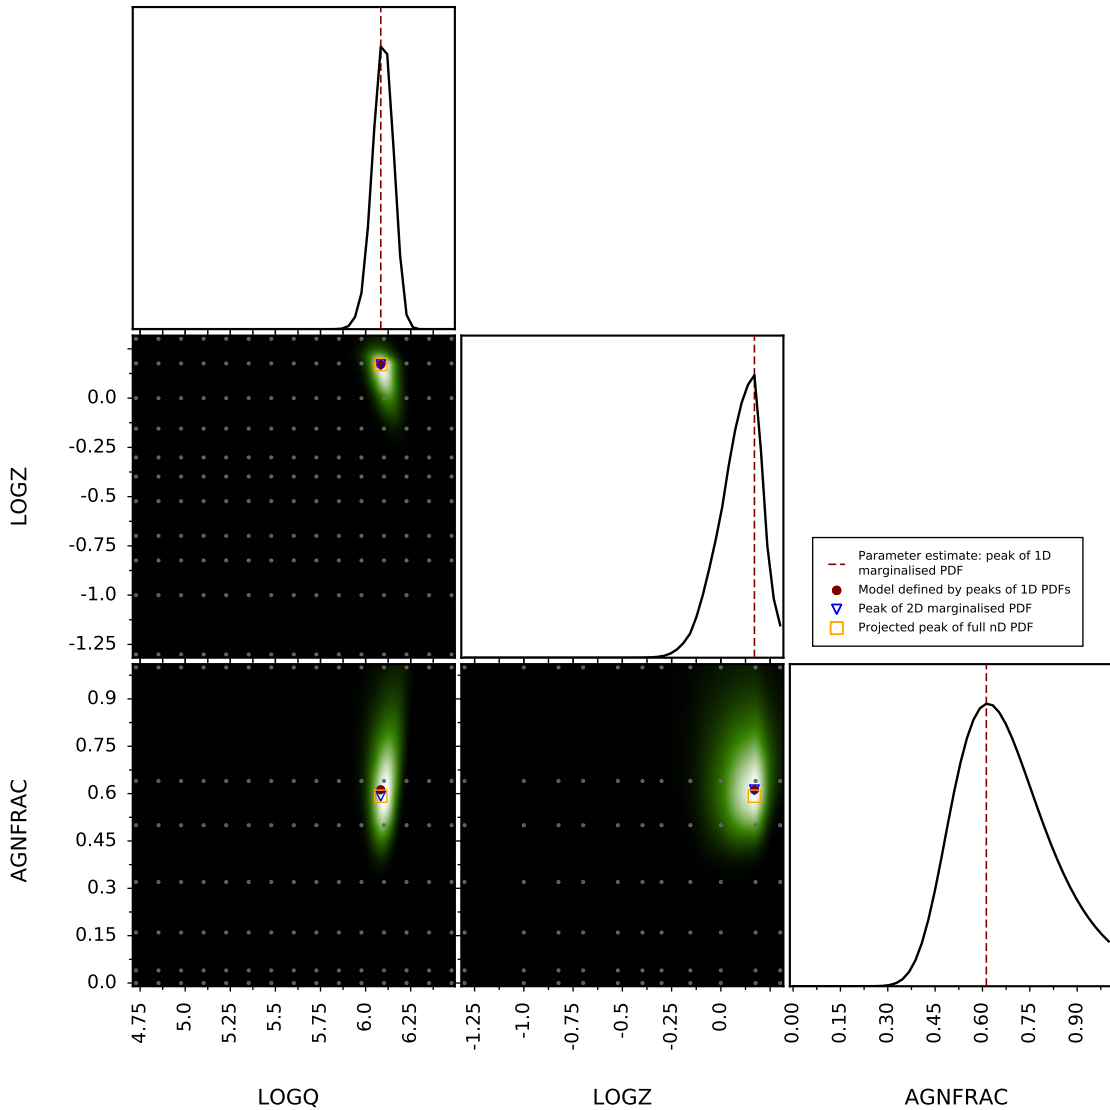 LOGZ
0.0
-0.25
-0.5
-0.75
-1.0
-1.25
Parameter estimate: peak of 1D
marginalised PDF
Model defined by peaks of 1D PDFs
Peak of 2D marginalised PDF
Projected peak of full nD PDF
AGNFRAC
0.9
0.75
0.6
0.45
0.3
0.15
0.0
4.75 5.0 5.25 5.5 5.75 6.0 6.25
-1.25 -1.0 -0.75 -0.5 -0.25 0.0
0.00 0.15 0.30 0.45 0.60 0.75 0.90
LOGQ LOGZ AGNFRAC